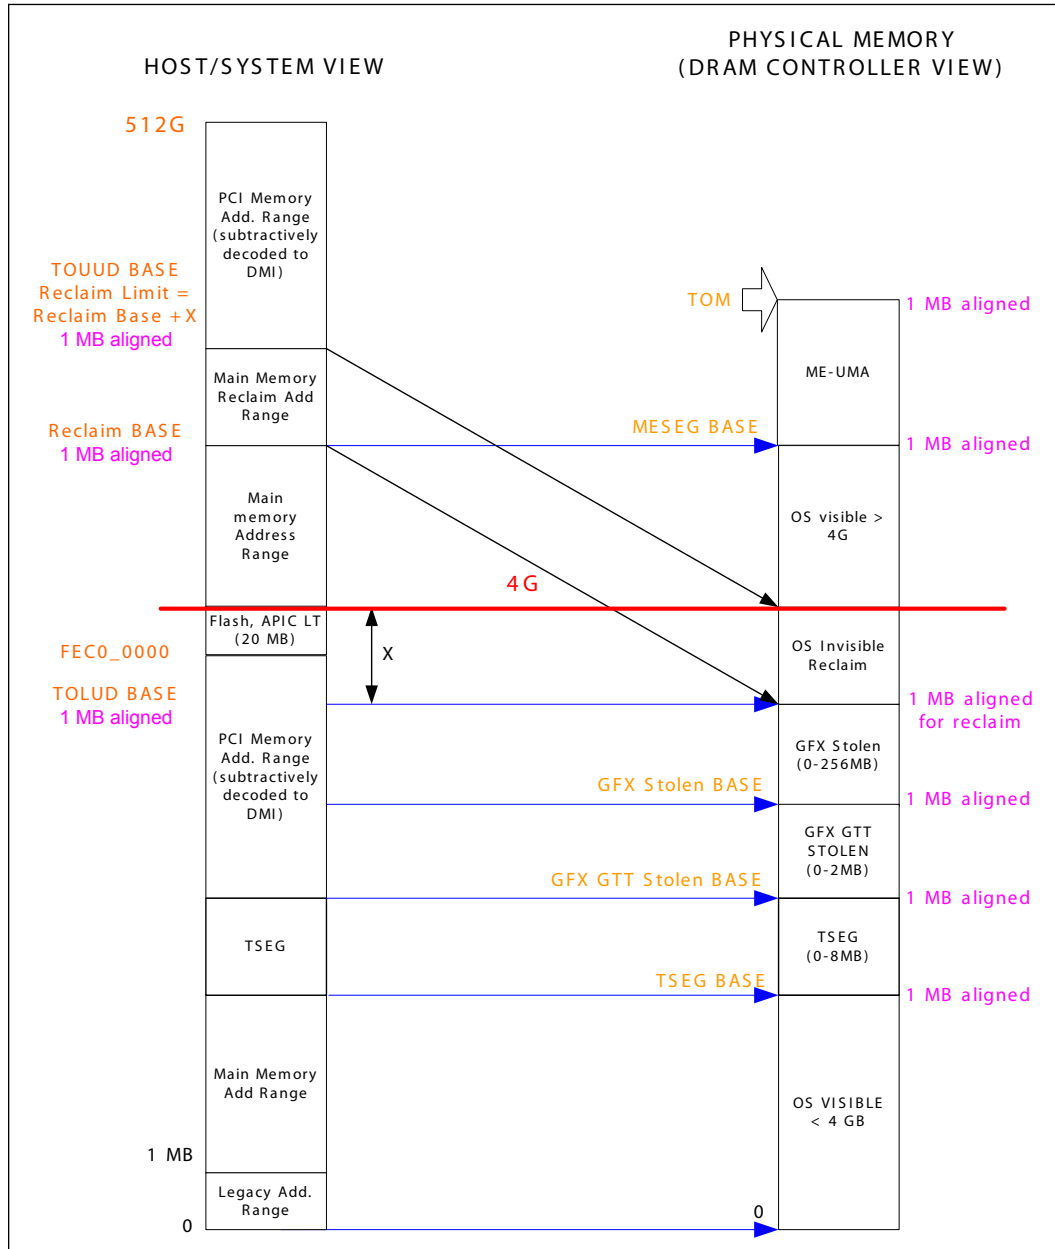 HOST/SYSTEM VIEW
PHYSICAL MEMORY
(DRAM CONTROLLER VIEW)
512G
PCI Memory
Add. Range
(subtractively
decoded to
DMI)
TOUUD BASE
Reclaim Limit =
Reclaim Base +X
1 MB aligned
TOM
1 MB aligned
Main Memory
Reclaim Add
Range
ME-UMA
Reclaim BASE
1 MB aligned
MESEG BASE
1 MB aligned
Main
memory
Address
Range
OS visible >
4G
4G
Flash, APIC LT
(20 MB)
FEC0_0000
X
OS Invisible
Reclaim
TOLUD BASE
1 MB aligned
1 MB aligned
for reclaim
PCI Memory
Add. Range
(subtractively
decoded to
DMI)
GFX Stolen
(0-256MB)
GFX Stolen BASE
1 MB aligned
GFX GTT
STOLEN
(0-2MB)
GFX GTT Stolen BASE
1 MB aligned
TSEG
TSEG
(0-8MB)
TSEG BASE
1 MB aligned
Main Memory
Add Range
OS VISIBLE
< 4 GB
1 MB
Legacy Add.
Range
0
0